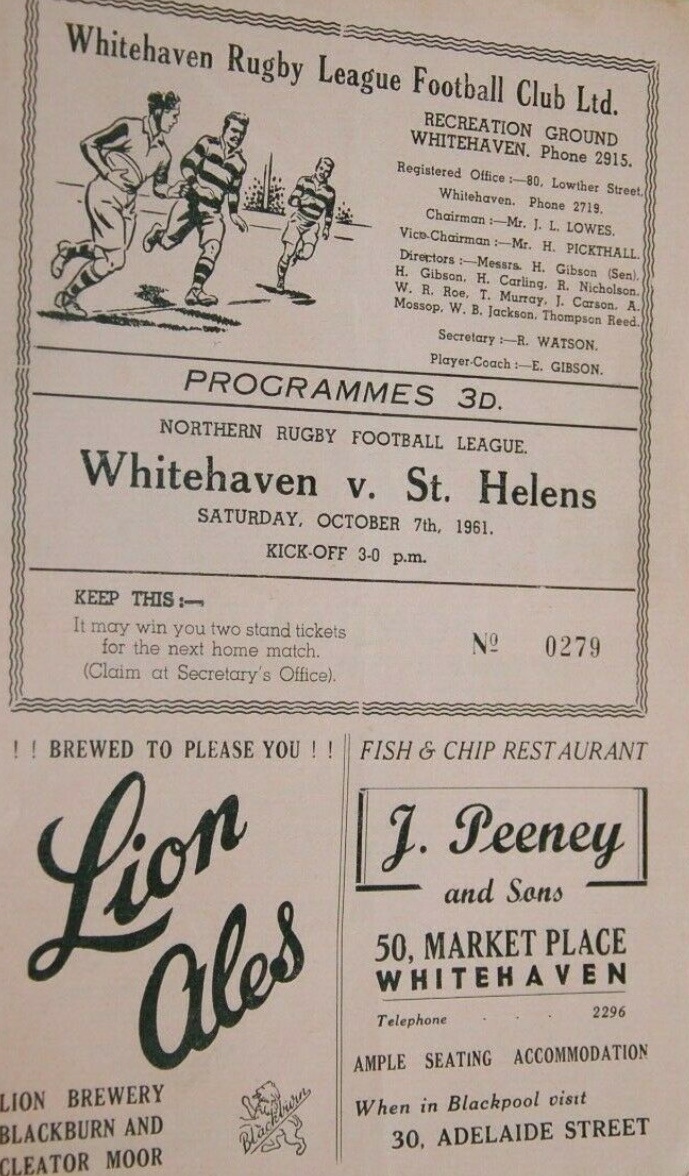 Whitehaven Rugby League Football Club Ltd.
RECREATION GROUND
WHITEHAVEN. Phone 2915.
Registered Office :—80, Lowther Street,
Whitehaven. Phone 2719.
Chairman :—Mr. J. L. LOWES.
Vice-Chairman :—Mr. H. PICKTHALL.
Directors :—Messrs. H. Gibson (Sen),
H. Gibson, H. Carling, R. Nicholson,
W. R. Roe, T. Murray, J. Carson, A.
Mossop, W. B. Jackson, Thompson Reed.
Secretary :—R. WATSON.
Player-Coach :—E. GIBSON.
PROGRAMMES 3D.
NORTHERN RUGBY FOOTBALL LEAGUE.
Whitehaven v. St. Helens
SATURDAY, OCTOBER 7th, 1961.
KICK-OFF 3-0 p.m.
KEEP THIS :—
It may win you two stand tickets
for the next home match.
(Claim at Secretary's Office).
Nº 0279
! ! BREWED TO PLEASE YOU ! !
Lion
Ales
LION BREWERY
BLACKBURN AND
CLEATOR MOOR
Blackburn
FISH & CHIP RESTAURANT
J. Peeney
and Sons
50, MARKET PLACE
WHITEHAVEN
Telephone . . . 2296
AMPLE SEATING ACCOMMODATION
When in Blackpool visit
30, ADELAIDE STREET